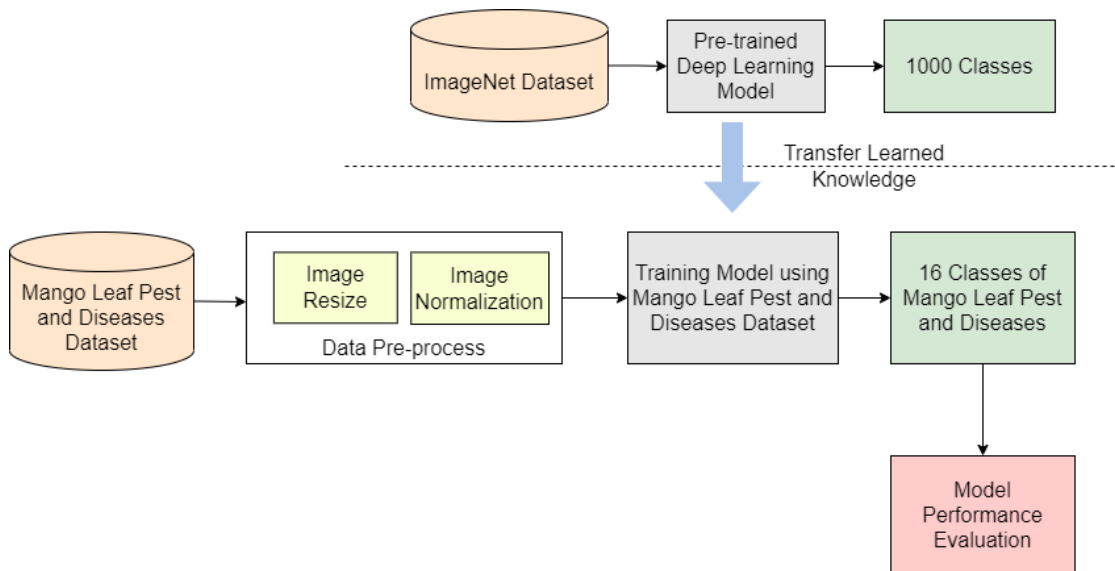 ImageNet Dataset
Pre-trained
Deep Learning
Model
1000 Classes
Transfer Learned
Knowledge
Mango Leaf Pest
and Diseases
Dataset
Image
Resize
Image
Normalization
Data Pre-process
Training Model using
Mango Leaf Pest and
Diseases Dataset
16 Classes of
Mango Leaf Pest
and Diseases
Model
Performance
Evaluation